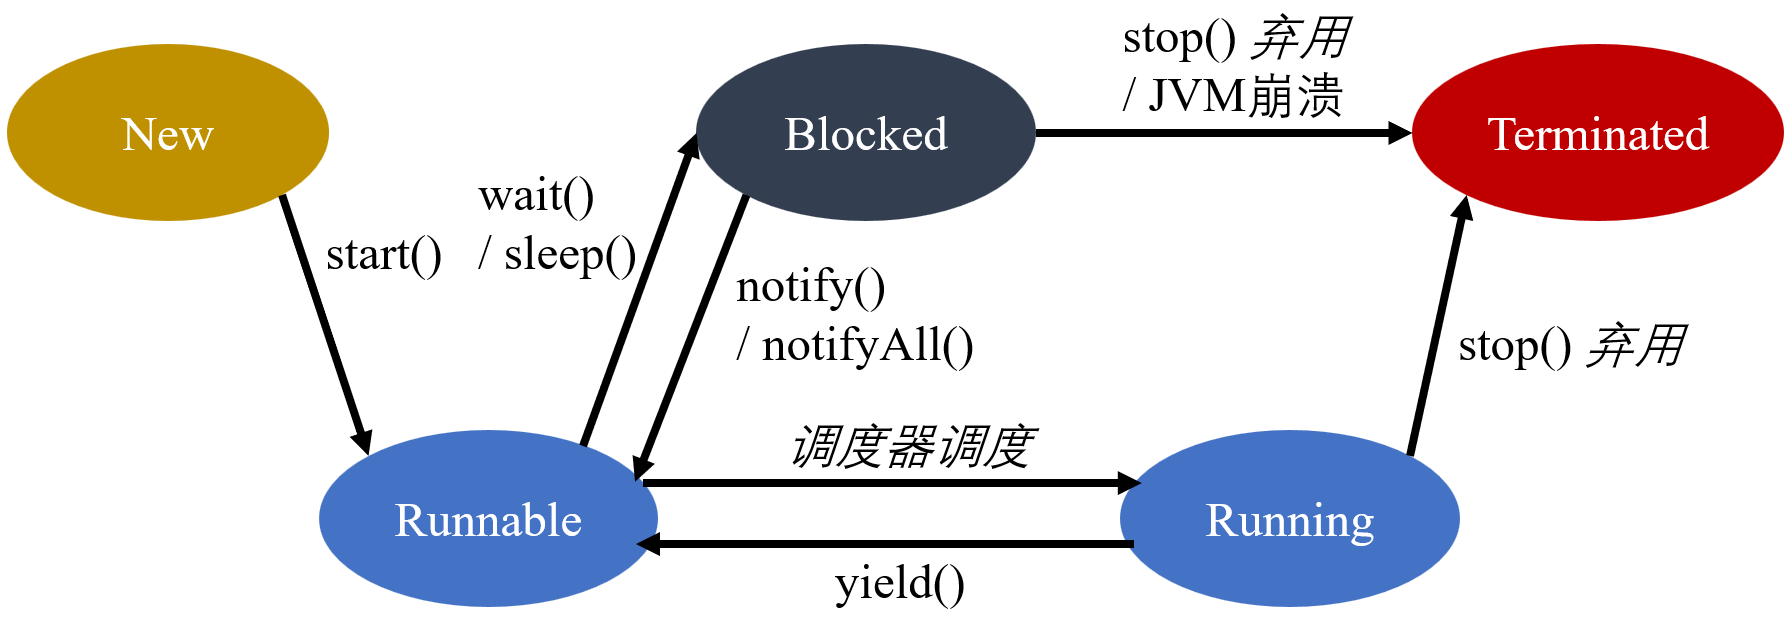 stop() 弃用
/ JVM崩溃
New
Blocked
Terminated
wait()
/ sleep()
start()
notify()
/ notifyAll()
stop() 弃用
调度器调度
Runnable
Running
yield()